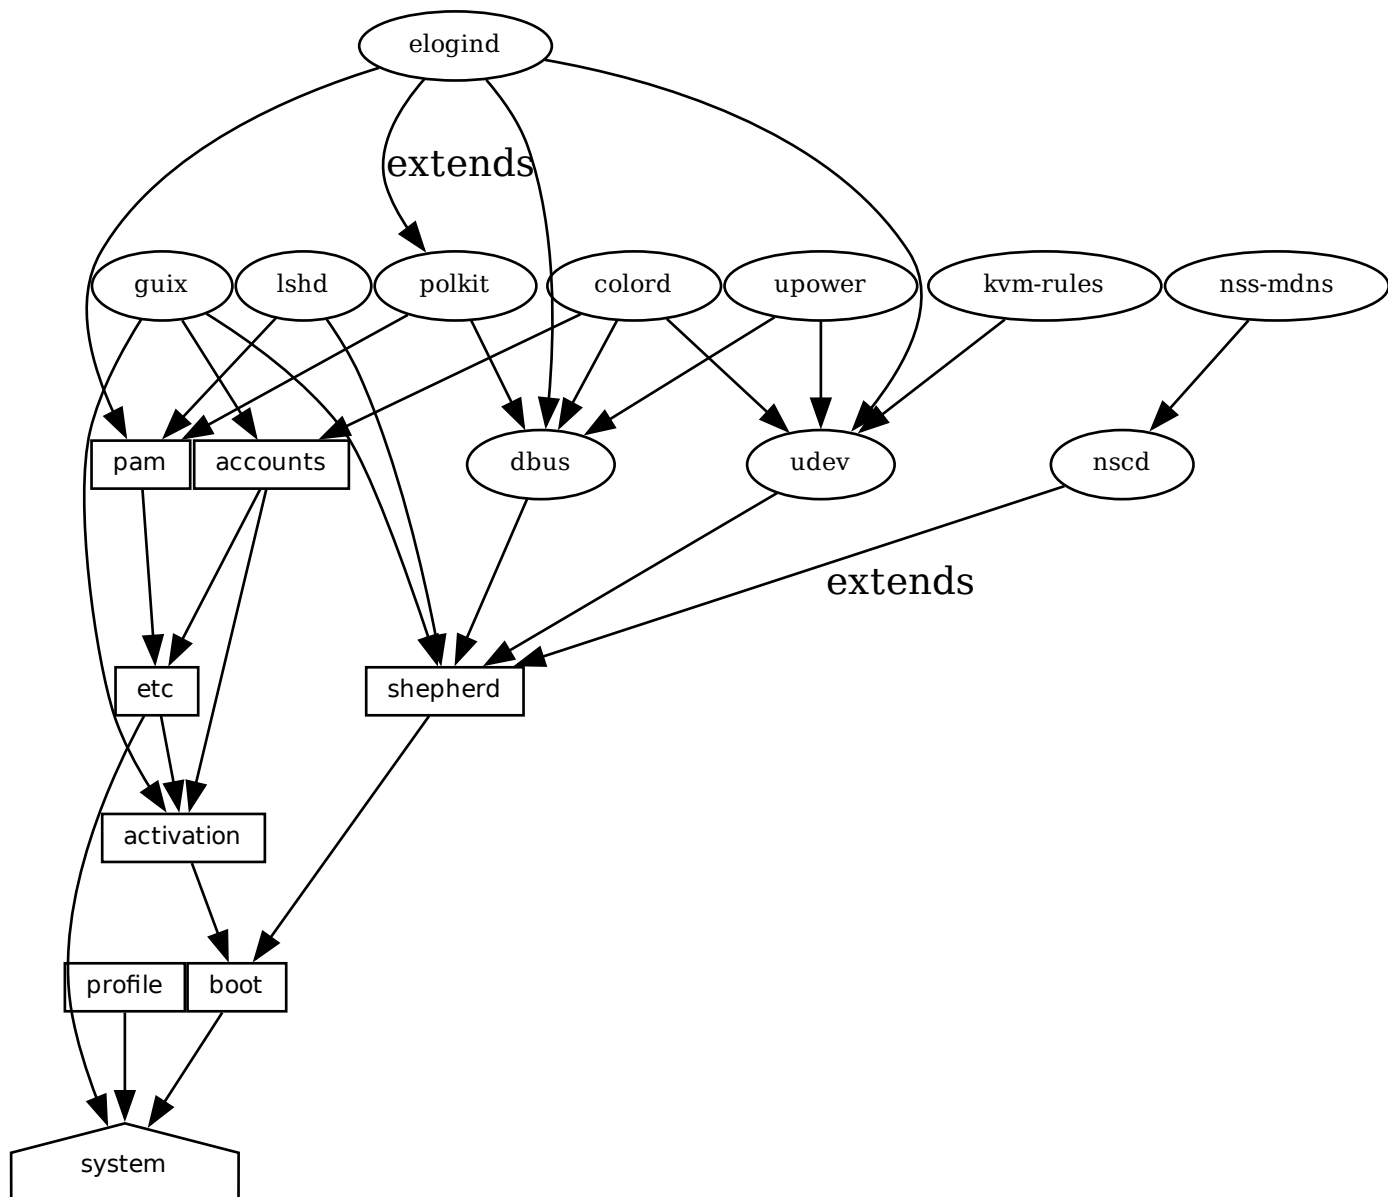 elogind
extends
guix
lshd
polkit
colord
upower
kvm-rules
nss-mdns
pam
accounts
dbus
udev
nscd
extends
etc
shepherd
activation
profile
boot
system